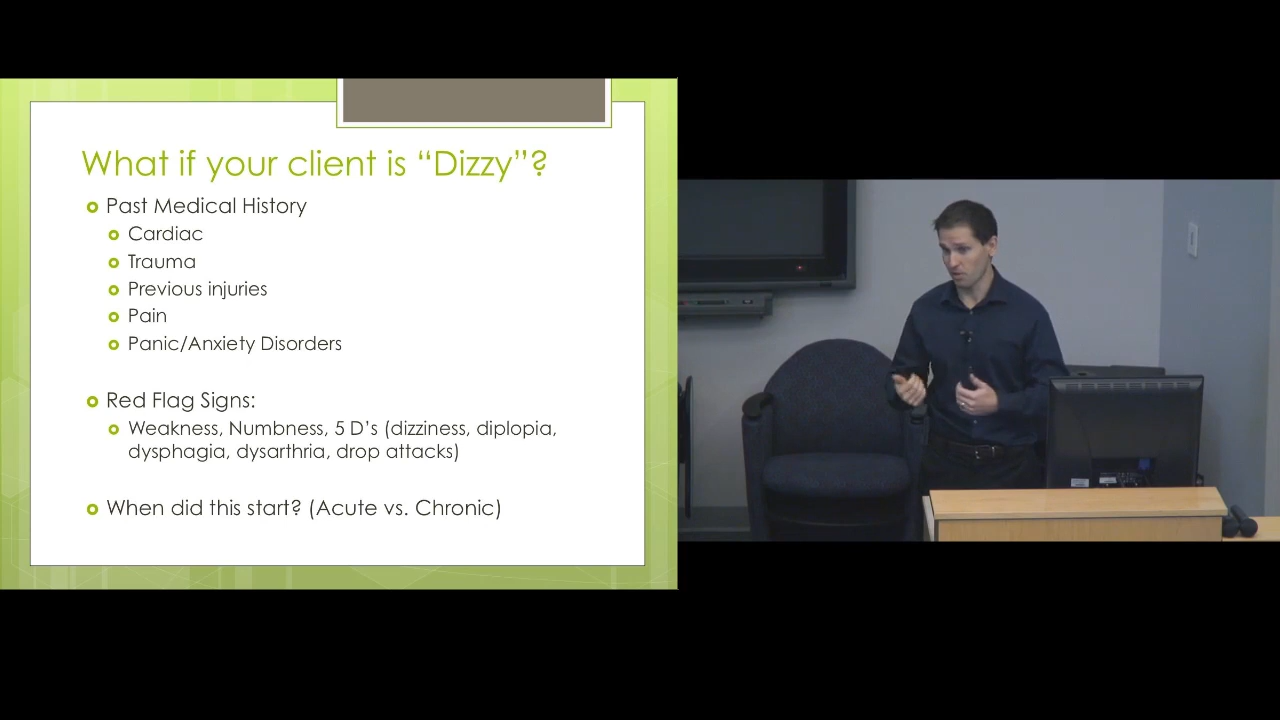 What if your client is “Dizzy”?
Past Medical History
Cardiac
Trauma
Previous injuries
Pain
Panic/Anxiety Disorders
Red Flag Signs:
Weakness, Numbness, 5 D’s (dizziness, diplopia,
dysphagia, dysarthria, drop attacks)
When did this start? (Acute vs. Chronic)